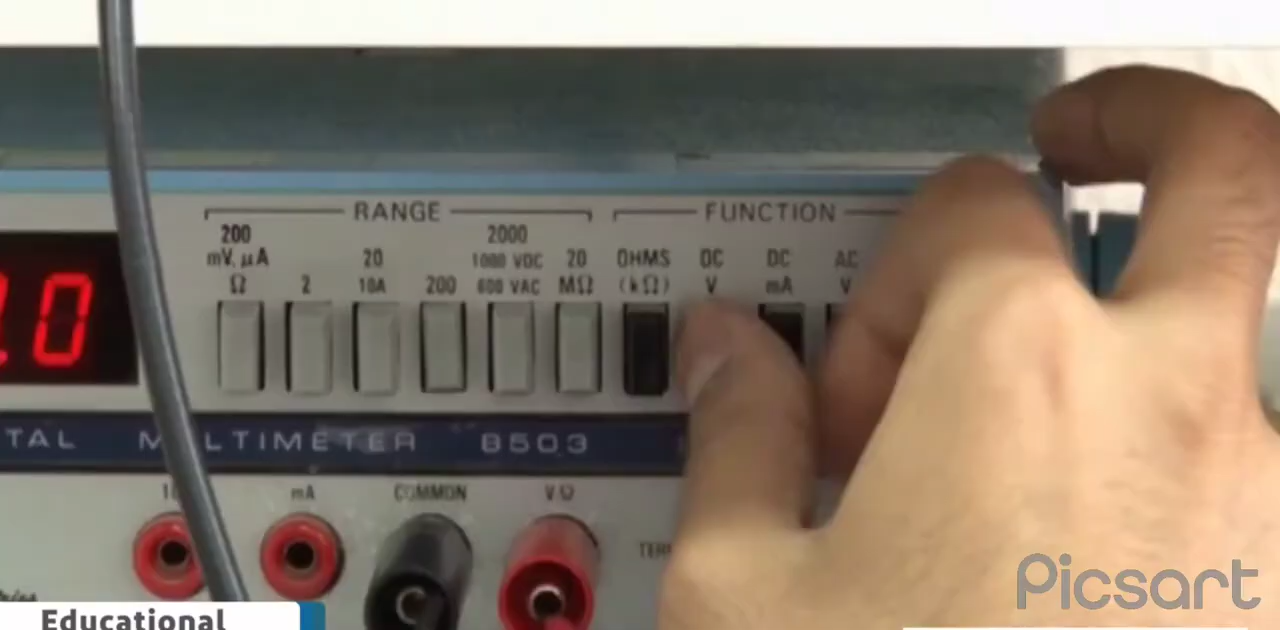 RANGE
FUNCTION
200
mV, µA
Ω
2
20
10A
200
2000
1000 VDC
600 VAC
20
MΩ
OHMS
(kΩ)
DC
V
DC
mA
AC
V
.0
TAL MULTIMETER 8503
mA
COMMON
VΩ
Educational
Picsart